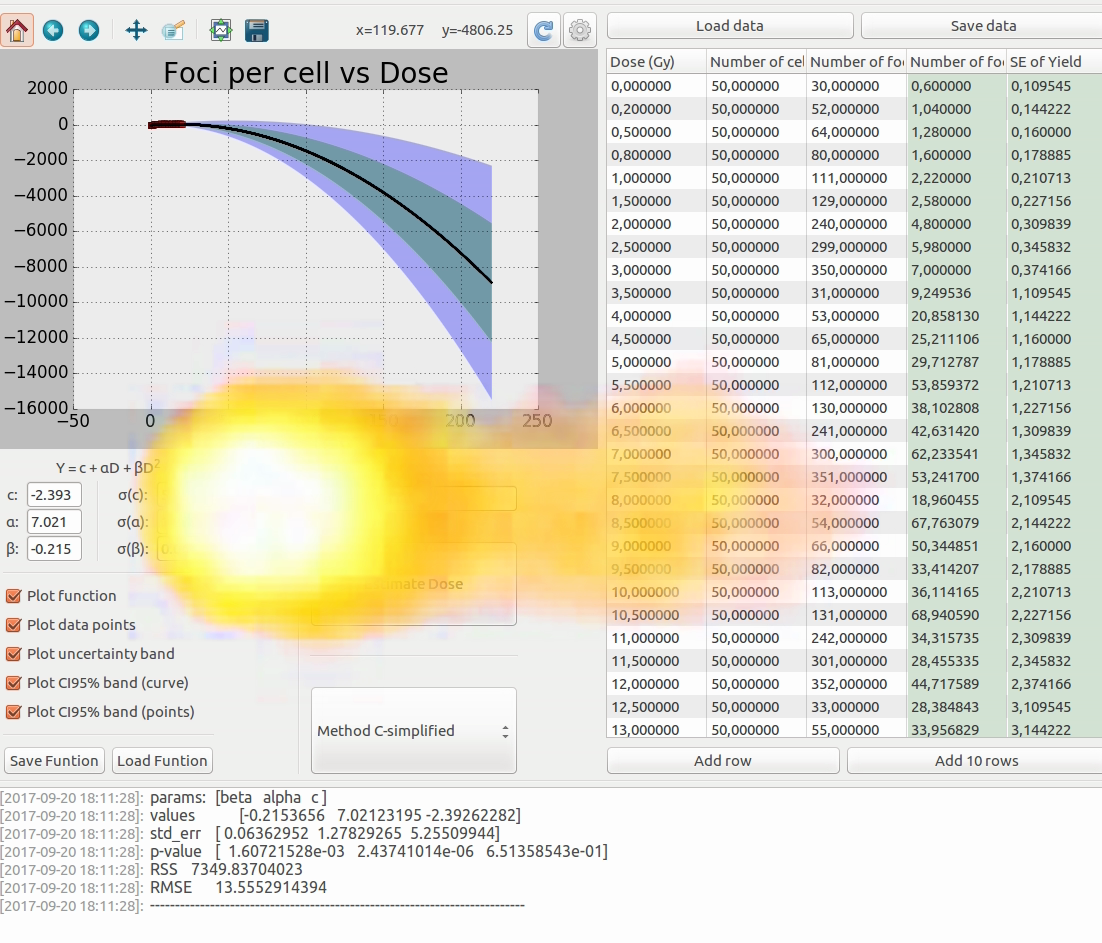 x=119.677 y=-4806.25
Load data Save data
Foci per cell vs Dose
2000
0
−2000
−4000
−6000
−8000
−10000
−12000
−14000
−16000
−50 0 150 200 250
Y = c + αD + βD²
c: -2.393 σ(c):
α: 7.021 σ(α):
β: -0.215 σ(β):
Plot function
Plot data points
Plot uncertainty band
Plot CI95% band (curve)
Plot CI95% band (points)
Save Funtion Load Funtion
Dose
Method C-simplified
Dose (Gy) Number of cel Number of foc Number of foc SE of Yield
0,000000 50,000000 30,000000 0,600000 0,109545
0,200000 50,000000 52,000000 1,040000 0,144222
0,500000 50,000000 64,000000 1,280000 0,160000
0,800000 50,000000 80,000000 1,600000 0,178885
1,000000 50,000000 111,000000 2,220000 0,210713
1,500000 50,000000 129,000000 2,580000 0,227156
2,000000 50,000000 240,000000 4,800000 0,309839
2,500000 50,000000 299,000000 5,980000 0,345832
3,000000 50,000000 350,000000 7,000000 0,374166
3,500000 50,000000 31,000000 9,249536 1,109545
4,000000 50,000000 53,000000 20,858130 1,144222
4,500000 50,000000 65,000000 25,211106 1,160000
5,000000 50,000000 81,000000 29,712787 1,178885
5,500000 50,000000 112,000000 53,859372 1,210713
6,000000 50,000000 130,000000 38,102808 1,227156
6,500000 50,000000 241,000000 42,631420 1,309839
7,000000 50,000000 300,000000 62,233541 1,345832
7,500000 50,000000 351,000000 53,241700 1,374166
8,000000 50,000000 32,000000 18,960455 2,109545
8,500000 50,000000 54,000000 67,763079 2,144222
9,000000 50,000000 66,000000 50,344851 2,160000
9,500000 50,000000 82,000000 33,414207 2,178885
10,000000 50,000000 113,000000 36,114165 2,210713
10,500000 50,000000 131,000000 68,940590 2,227156
11,000000 50,000000 242,000000 34,315735 2,309839
11,500000 50,000000 301,000000 28,455335 2,345832
12,000000 50,000000 352,000000 44,717589 2,374166
12,500000 50,000000 33,000000 28,384843 3,109545
13,000000 50,000000 55,000000 33,956829 3,144222
Add row Add 10 rows
[2017-09-20 18:11:28]: params: [beta alpha c ]
[2017-09-20 18:11:28]: values [-0.2153656 7.02123195 -2.39262282]
[2017-09-20 18:11:28]: std_err [ 0.06362952 1.27829265 5.25509944]
[2017-09-20 18:11:28]: p-value [ 1.60721528e-03 2.43741014e-06 6.51358543e-01]
[2017-09-20 18:11:28]: RSS 7349.83704023
[2017-09-20 18:11:28]: RMSE 13.5552914394
[2017-09-20 18:11:28]: ---------------------------------------------------------------------------